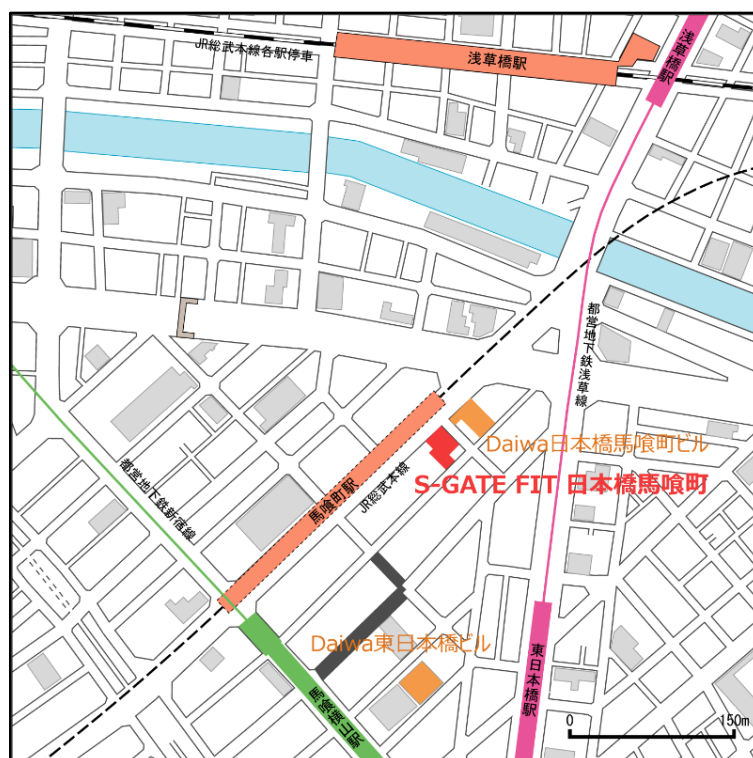 JR総武本線各駅停車
浅草橋駅
浅草橋駅
都営地下鉄浅草線
Daiwa日本橋馬喰町ビル
S-GATE FIT 日本橋馬喰町
JR総武本線
馬喰町駅
都営地下鉄新宿線
Daiwa東日本橋ビル
馬喰横山駅
東日本橋駅
0 150m